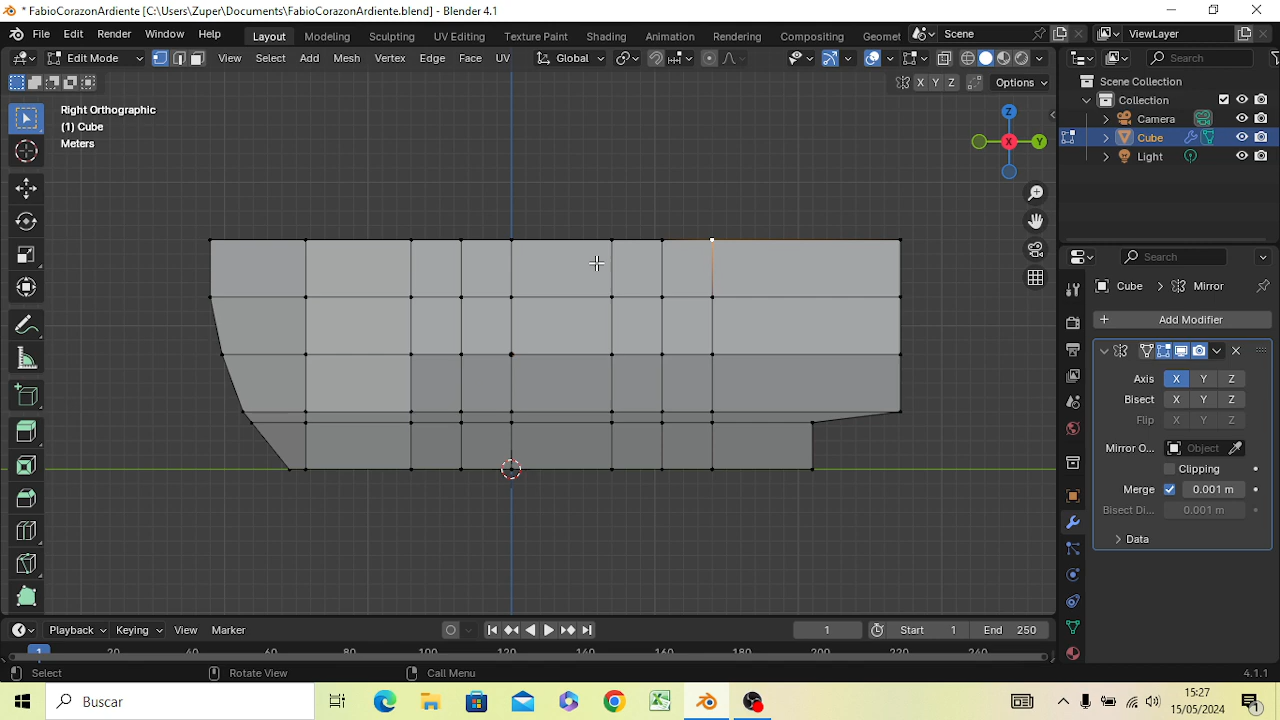 * FabioCorazonArdiente [C:\Users\Zuper\Documents\FabioCorazonArdiente.blend] - Blender 4.1
File Edit Render Window Help Layout Modeling Sculpting UV Editing Texture Paint Shading Animation Rendering Compositing Geomet Scene ViewLayer
Edit Mode View Select Add Mesh Vertex Edge Face UV Global Search
X Y Z Options
Right Orthographic
(1) Cube
Meters
Z
X
Y
Scene Collection
Collection
Camera
Cube
Light
Search
Cube Mirror
Add Modifier
Axis X Y Z
Bisect X Y Z
Flip X Y Z
Mirror O... Object
Clipping
Merge 0.001 m
Bisect Di... 0.001 m
Data
Playback Keying View Marker 1 Start 1 End 250
1 20 40 60 80 100 120 140 160 180 200 220 240
Select Rotate View Call Menu 4.1.1
Buscar
15:27
15/05/2024
1